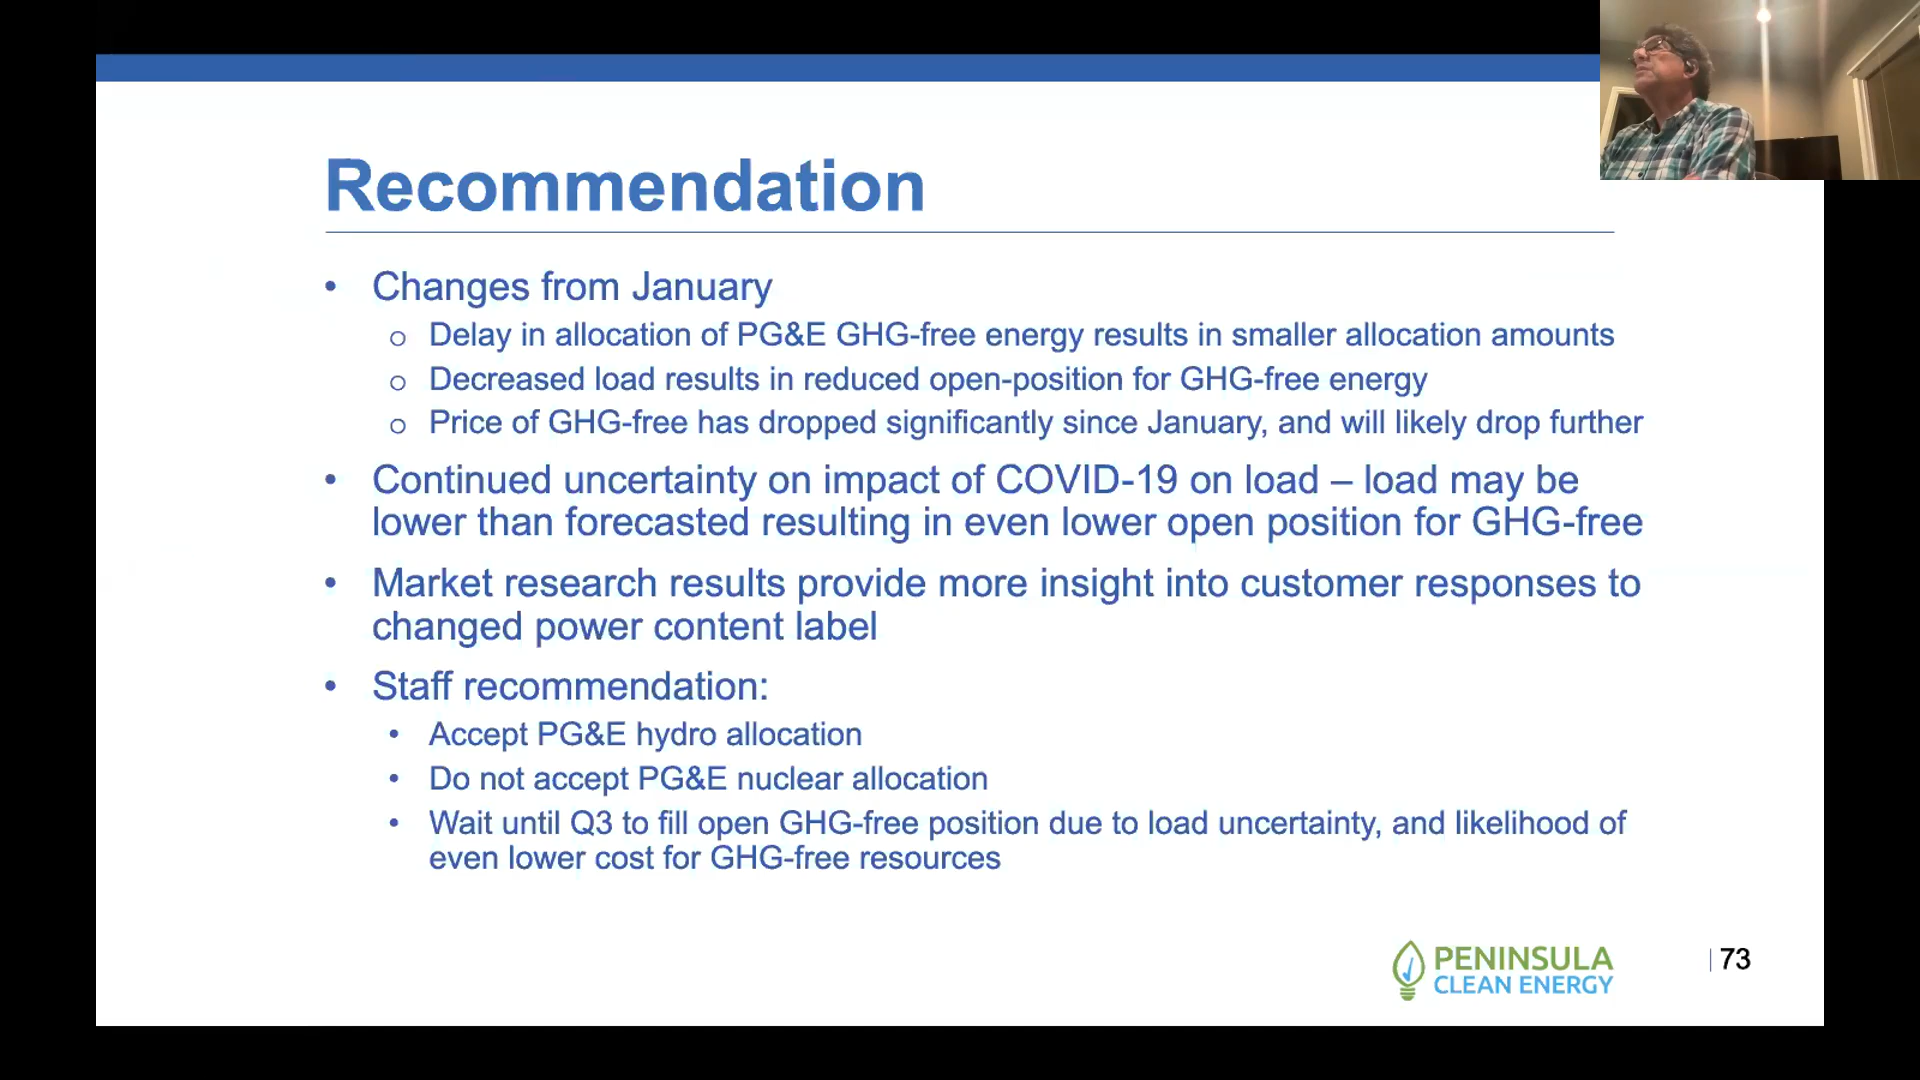 Recommendation
• Changes from January
o Delay in allocation of PG&E GHG-free energy results in smaller allocation amounts
o Decreased load results in reduced open-position for GHG-free energy
o Price of GHG-free has dropped significantly since January, and will likely drop further
• Continued uncertainty on impact of COVID-19 on load – load may be
lower than forecasted resulting in even lower open position for GHG-free
• Market research results provide more insight into customer responses to
changed power content label
• Staff recommendation:
• Accept PG&E hydro allocation
• Do not accept PG&E nuclear allocation
• Wait until Q3 to fill open GHG-free position due to load uncertainty, and likelihood of
even lower cost for GHG-free resources
PENINSULA
CLEAN ENERGY
| 73